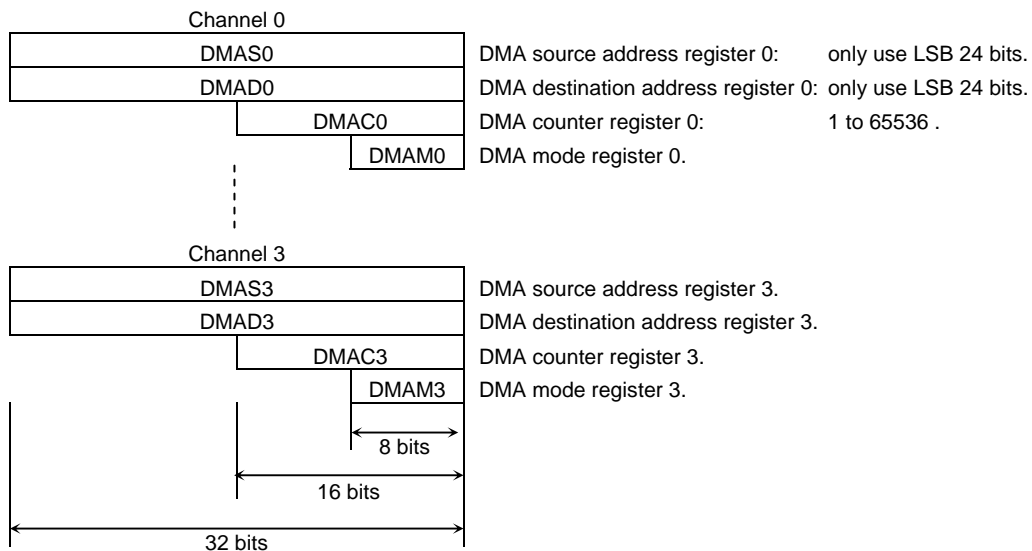 Channel 0
DMAS0 DMA source address register 0: only use LSB 24 bits.
DMAD0 DMA destination address register 0: only use LSB 24 bits.
DMAC0 DMA counter register 0: 1 to 65536 .
DMAM0 DMA mode register 0.
Channel 3
DMAS3 DMA source address register 3.
DMAD3 DMA destination address register 3.
DMAC3 DMA counter register 3.
DMAM3 DMA mode register 3.
8 bits
16 bits
32 bits